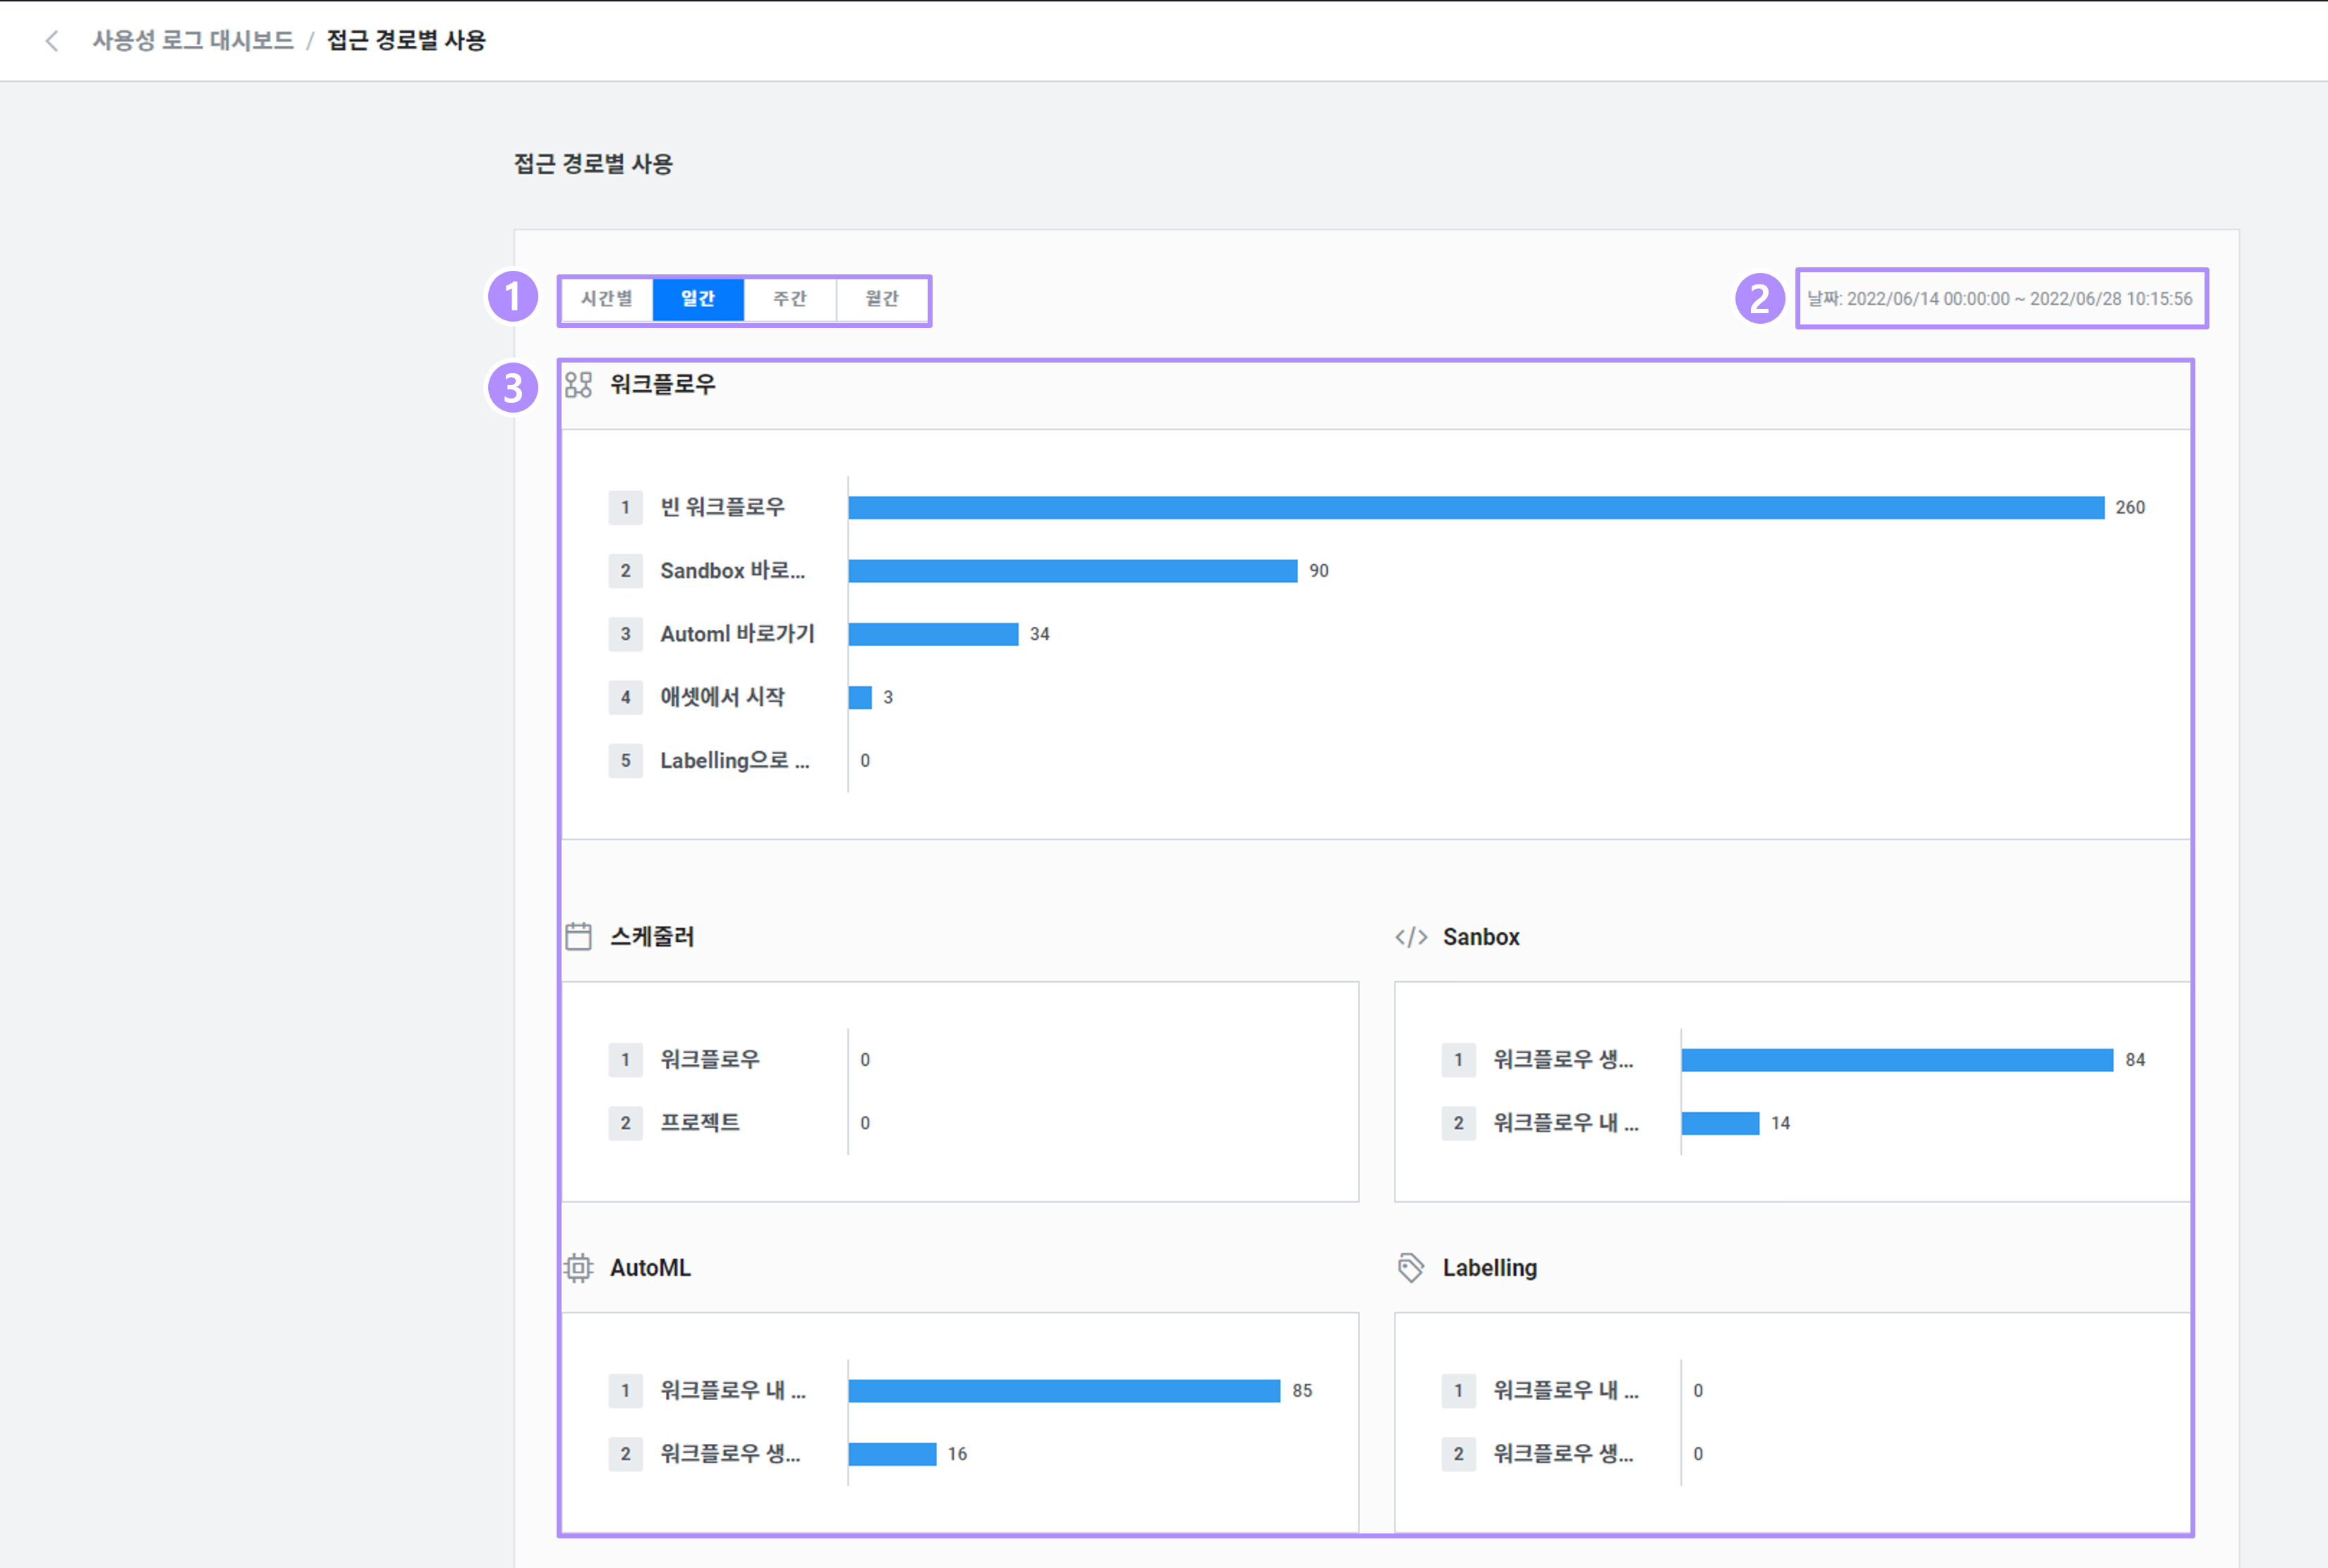 사용성 로그 대시보드 / 접근 경로별 사용
접근 경로별 사용
1 시간별 일간 주간 월간
2 날짜: 2022/06/14 00:00:00 ~ 2022/06/28 10:15:56
3 워크플로우
1 빈 워크플로우 260
2 Sandbox 바로... 90
3 Automl 바로가기 34
4 애셋에서 시작 3
5 Labelling으로 ... 0
스케줄러
1 워크플로우 0
2 프로젝트 0
Sanbox
1 워크플로우 생... 84
2 워크플로우 내 ... 14
AutoML
1 워크플로우 내 ... 85
2 워크플로우 생... 16
Labelling
1 워크플로우 내 ... 0
2 워크플로우 생... 0